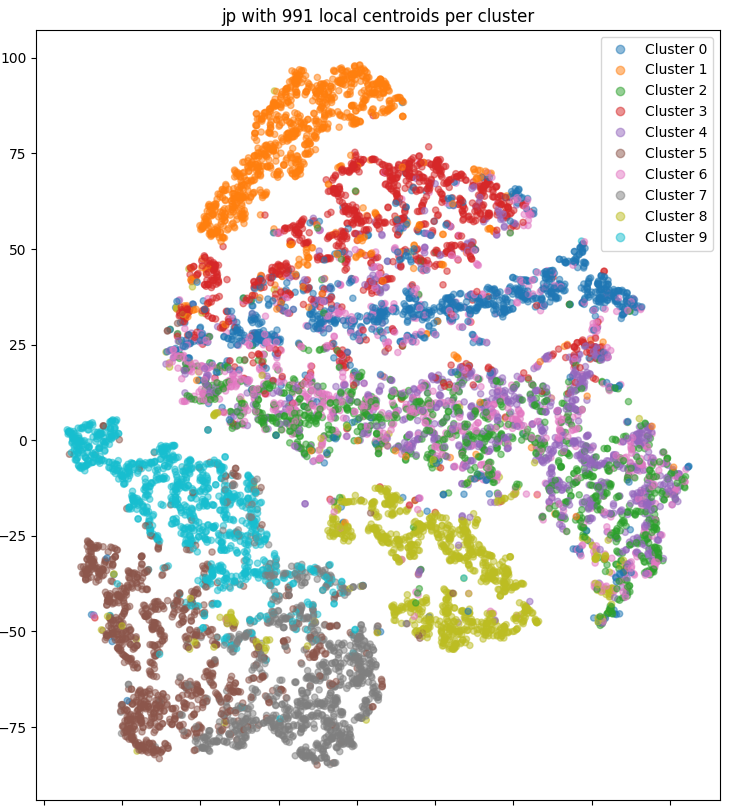 jp with 991 local centroids per cluster
Cluster 0
Cluster 1
Cluster 2
Cluster 3
Cluster 4
Cluster 5
Cluster 6
Cluster 7
Cluster 8
Cluster 9
100
75
50
25
0
−25
−50
−75